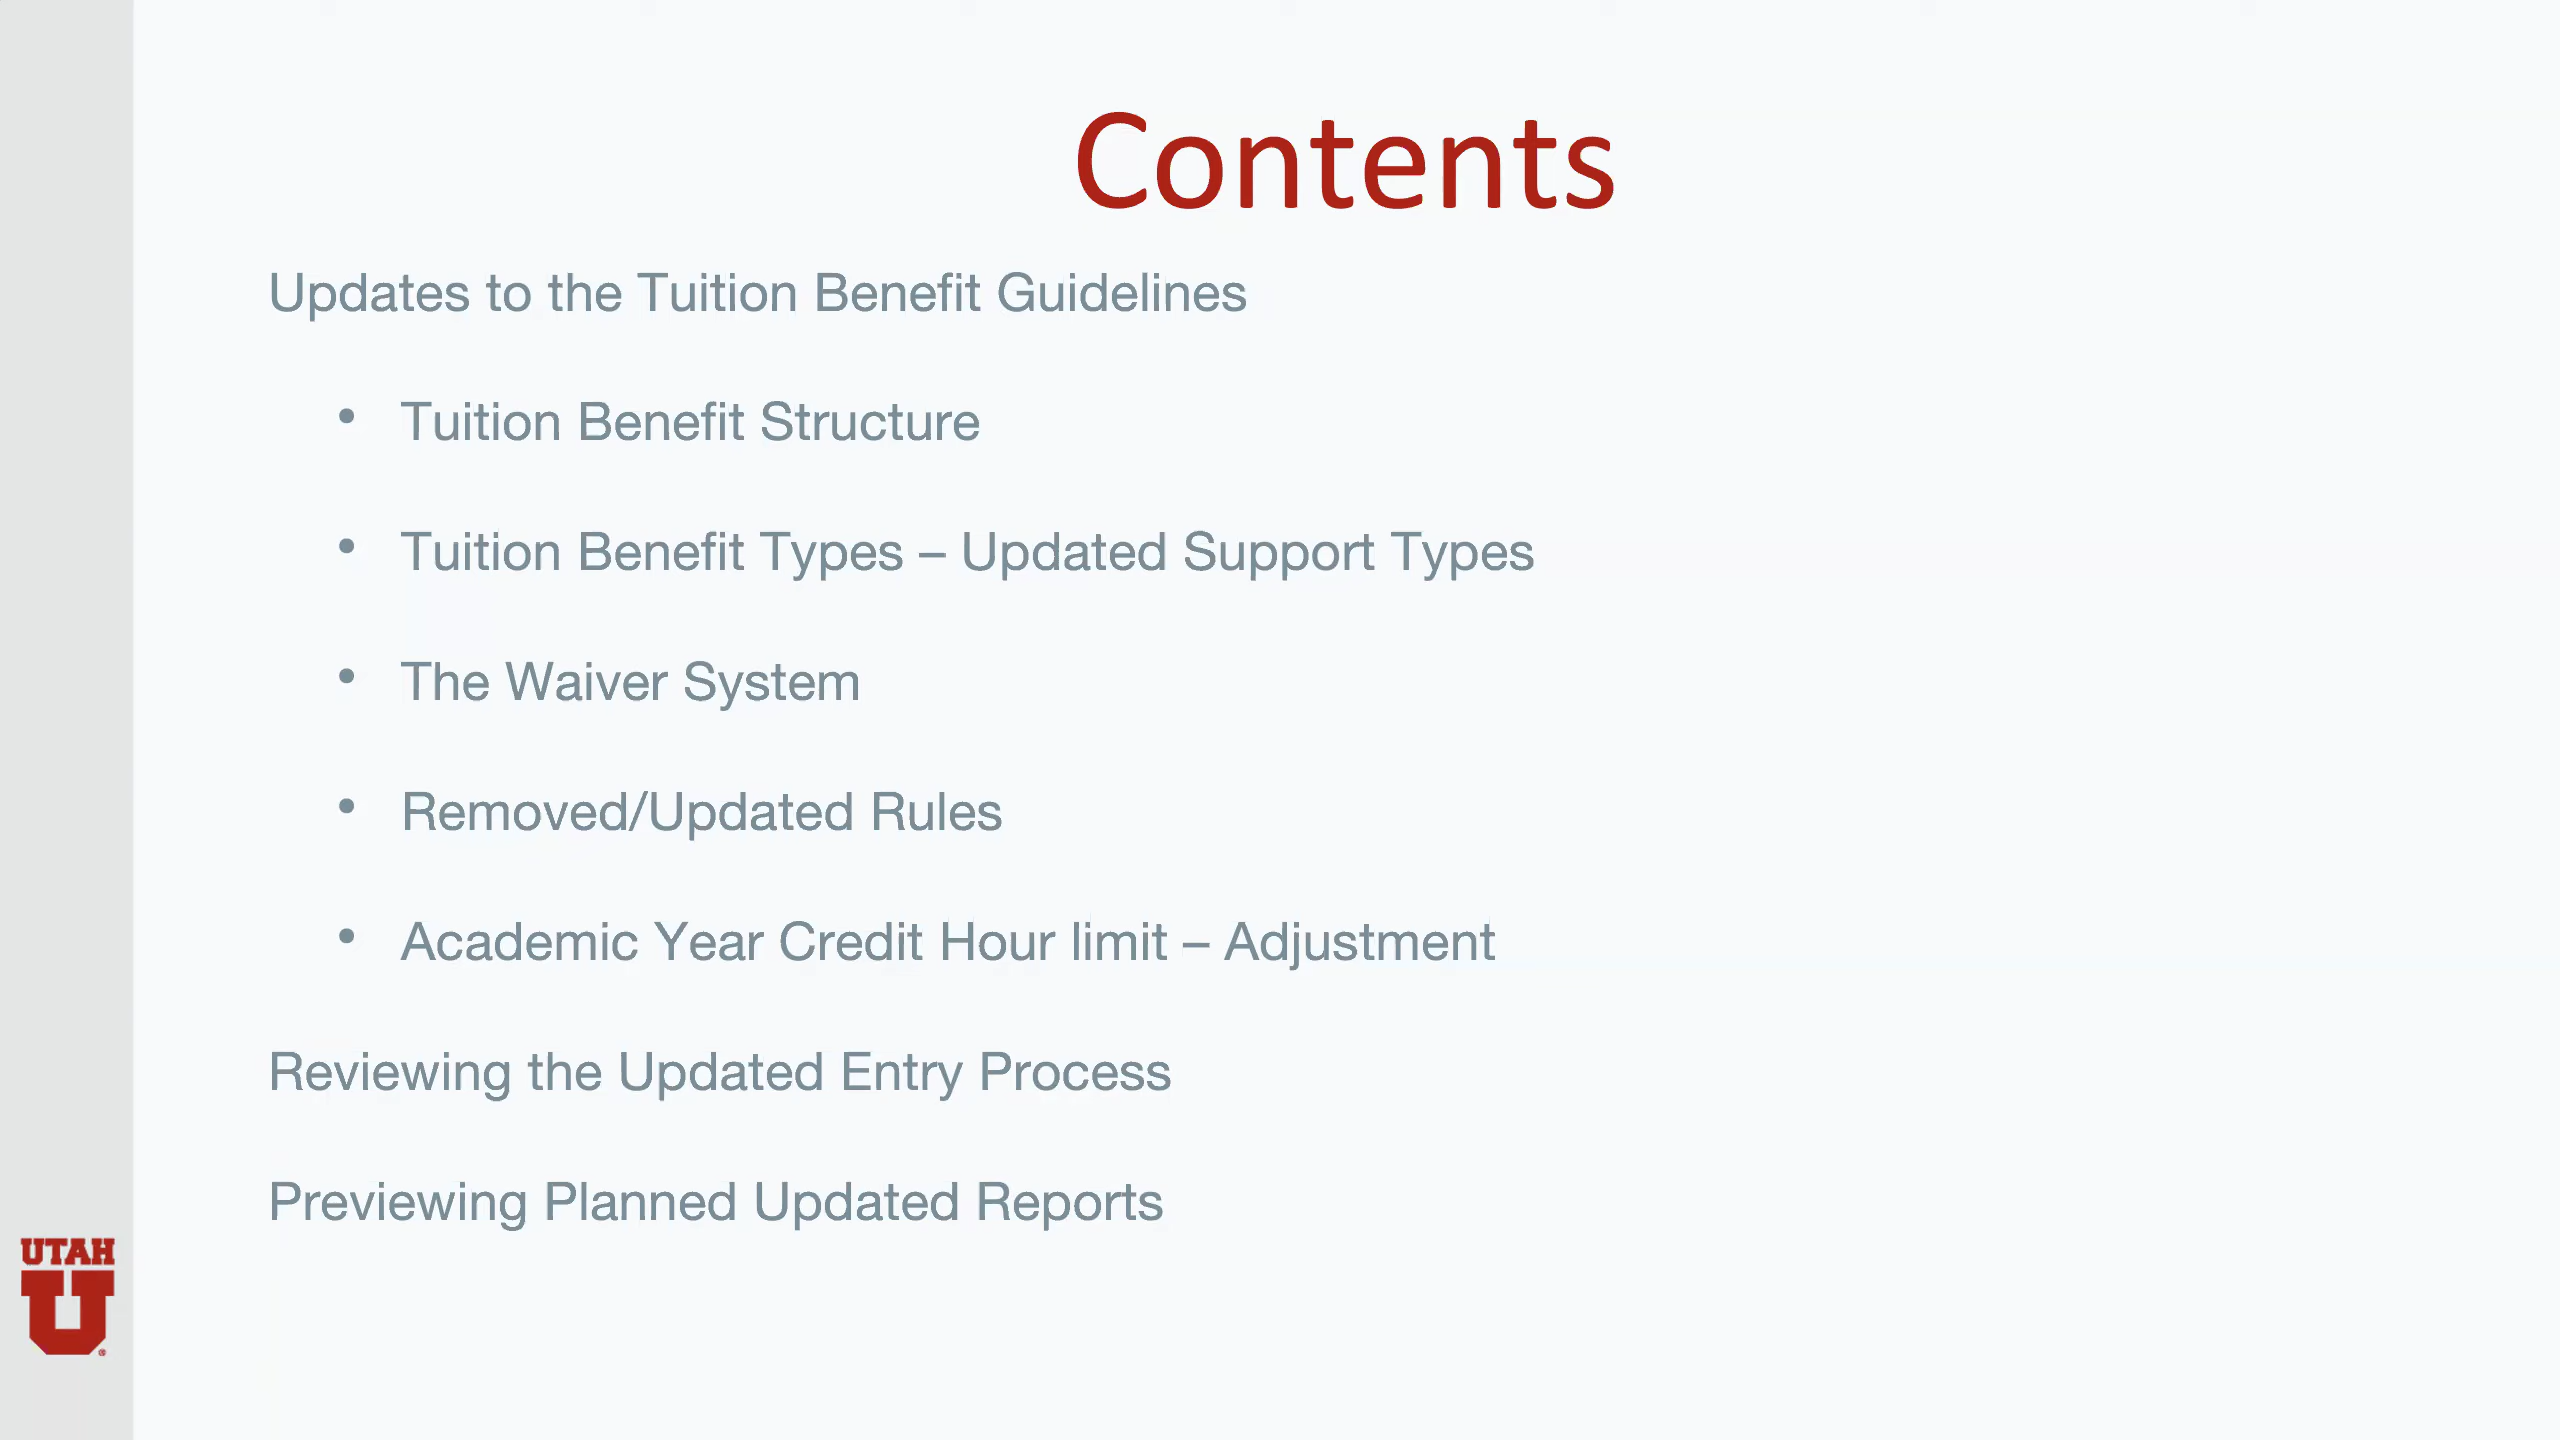 Contents
Updates to the Tuition Benefit Guidelines
• Tuition Benefit Structure
• Tuition Benefit Types – Updated Support Types
• The Waiver System
• Removed/Updated Rules
• Academic Year Credit Hour limit – Adjustment
Reviewing the Updated Entry Process
Previewing Planned Updated Reports
UTAH
U
®